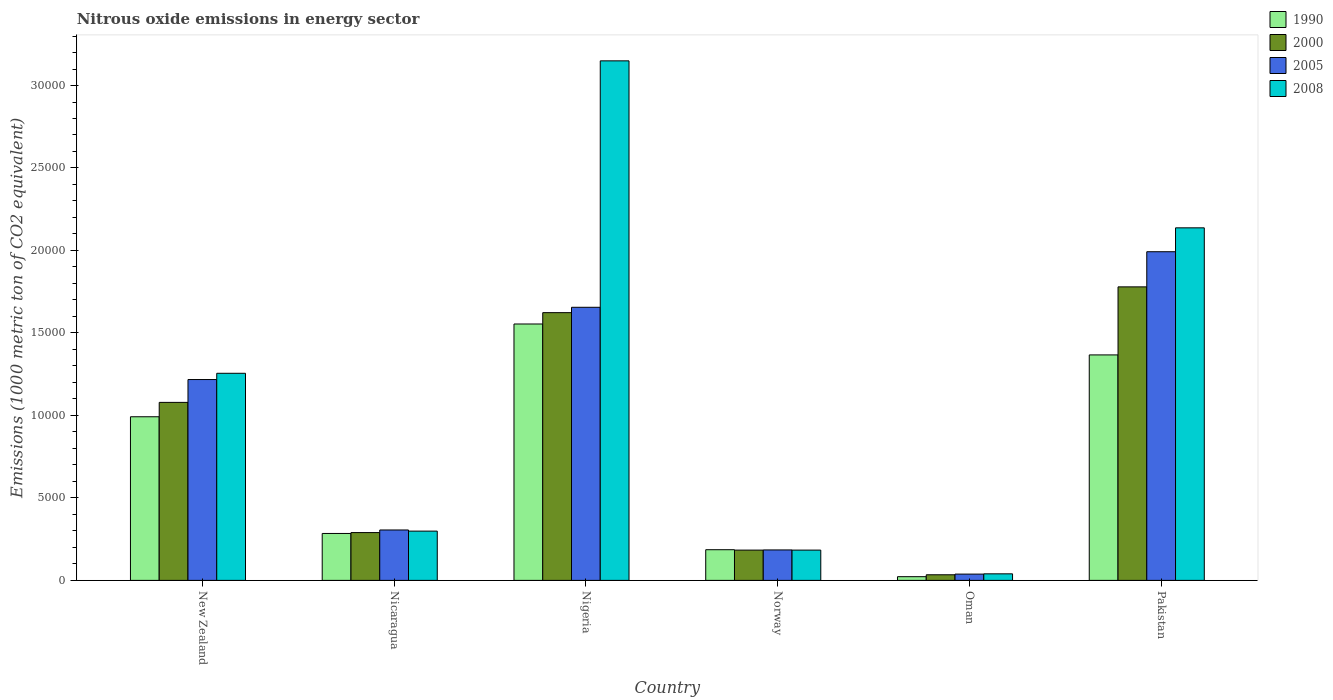 Nitrous oxide emissions in energy sector
1990
2000
2005
2008
Emissions (1000 metric ton of CO2 equivalent)
30000
25000
20000
15000
10000
5000
0
New Zealand
Nicaragua
Nigeria
Norway
Oman
Pakistan
Country